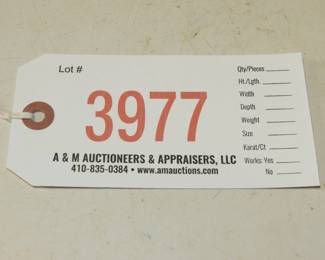 Lot #
3977
A & M AUCTIONEERS & APPRAISERS, LLC
410-835-0384 • www.amauctions.com
Qty/Pieces
Ht./Lgth.
Width
Depth
Weight
Size
Karat/Ct
Works: Yes
No